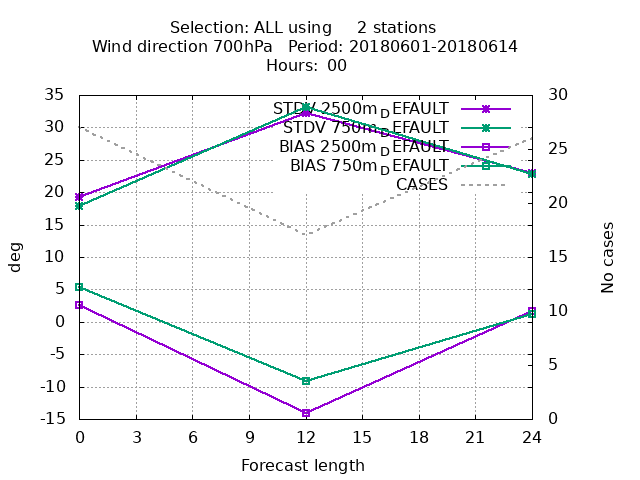 Selection: ALL using     2 stations
Wind direction 700hPa   Period: 20180601-20180614
Hours: 00
35
30
25
20
15
10
5
0
-5
-10
-15
deg
STDV 2500m_DEFAULT
STDV 750m_DEFAULT
BIAS 2500m_DEFAULT
BIAS 750m_DEFAULT
CASES
30
25
20
15
10
5
0
No cases
0 3 6 9 12 15 18 21 24
Forecast length